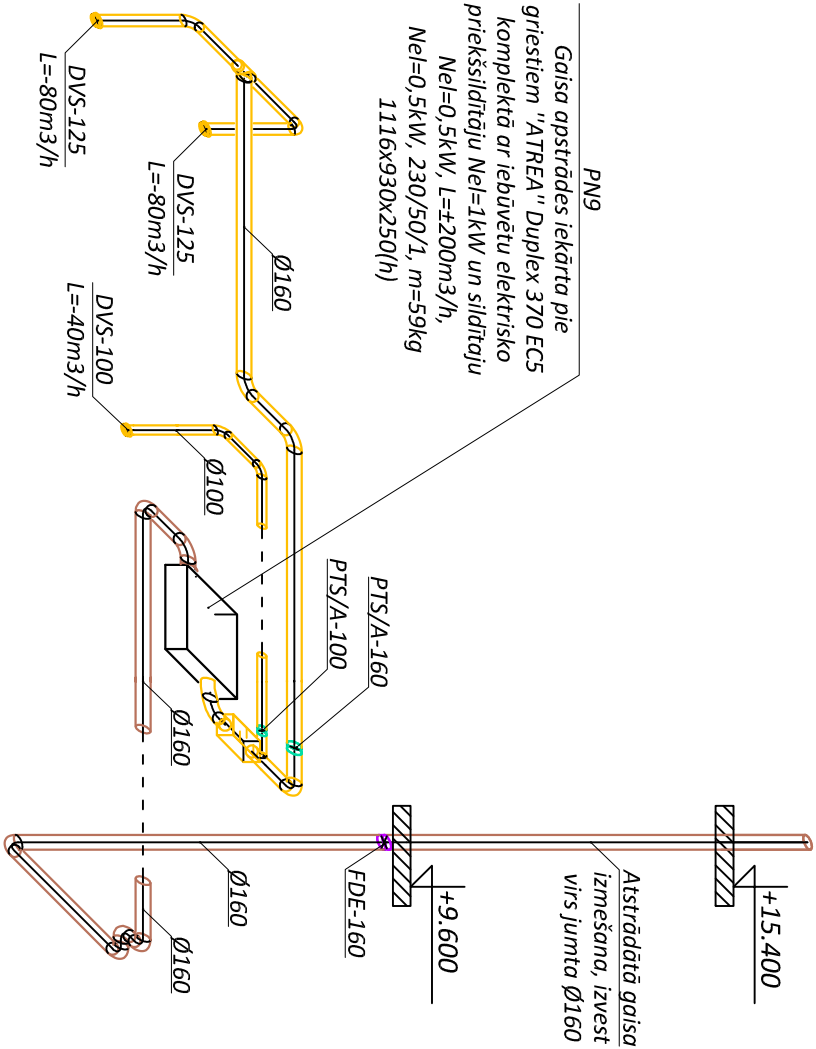 PN9
Gaisa apstrādes iekārta pie
griestiem "ATREA" Duplex 370 EC5
komplektā ar iebūvētu elektrisko
priekšsildītāju Nel=1kW un sildītaju
Nel=0,5kW, L=±200m3/h,
Nel=0,5kW, 230/50/1, m=59kg
1116x930x250(h)
DVS-125
L=-80m3/h
DVS-125
L=-80m3/h
Ø160
DVS-100
L=-40m3/h
Ø100
PTS/A-160
PTS/A-100
Ø160
+15.400
Atstrādātā gaisa
izmešana, izvest
virs jumta Ø160
+9.600
FDE-160
Ø160
Ø160